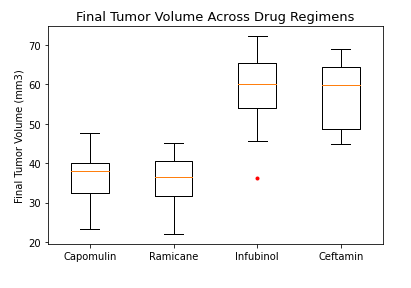 Final Tumor Volume Across Drug Regimens
Final Tumor Volume (mm3)
70
60
50
40
30
20
Capomulin Ramicane Infubinol Ceftamin